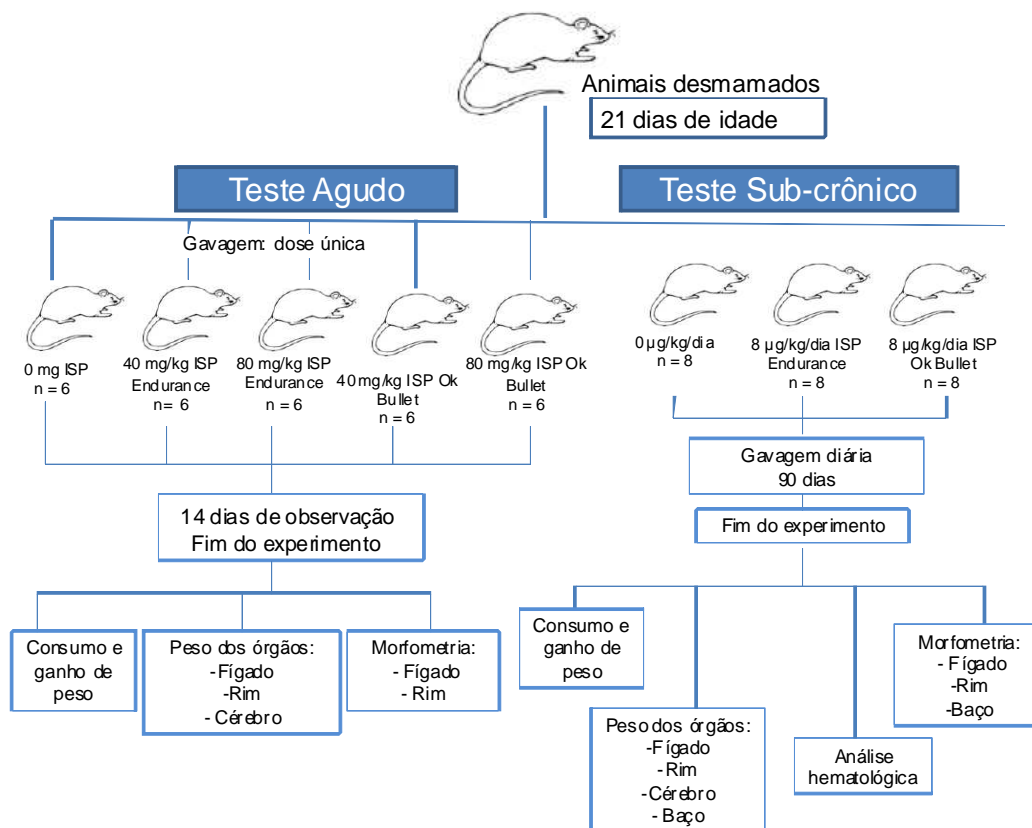 Animais desmamados
21 dias de idade
Teste Agudo
Teste Sub-crônico
Gavagem: dose única
0 mg ISP
n = 6
40 mg/kg ISP
Endurance
n= 6
80 mg/kg ISP
Endurance
n= 6
40 mg/kg ISP Ok
Bullet
n = 6
80 mg/kg ISP Ok
Bullet
n = 6
0 µg/kg/dia
n = 8
8 µg/kg/dia ISP
Endurance
n = 8
8 µg/kg/dia ISP
Ok Bullet
n = 8
Gavagem diária
90 dias
14 dias de observação
Fim do experimento
Fim do experimento
Consumo e
ganho de
peso
Peso dos órgãos:
-Fígado
-Rim
- Cérebro
Morfometria:
- Fígado
- Rim
Consumo e
ganho de
peso
Peso dos órgãos:
-Fígado
- Rim
- Cérebro
- Baço
Análise
hematológica
Morfometria:
- Fígado
-Rim
-Baço